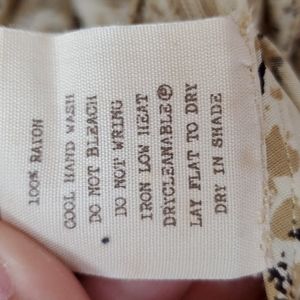 100% RAION
COOL HAND WASH
DO NOT BLEACH
DO NOT WRING
IRON LOW HEAT
DRYCLEANABLE Ⓟ
LAY FLAT TO DRY
DRY IN SHADE